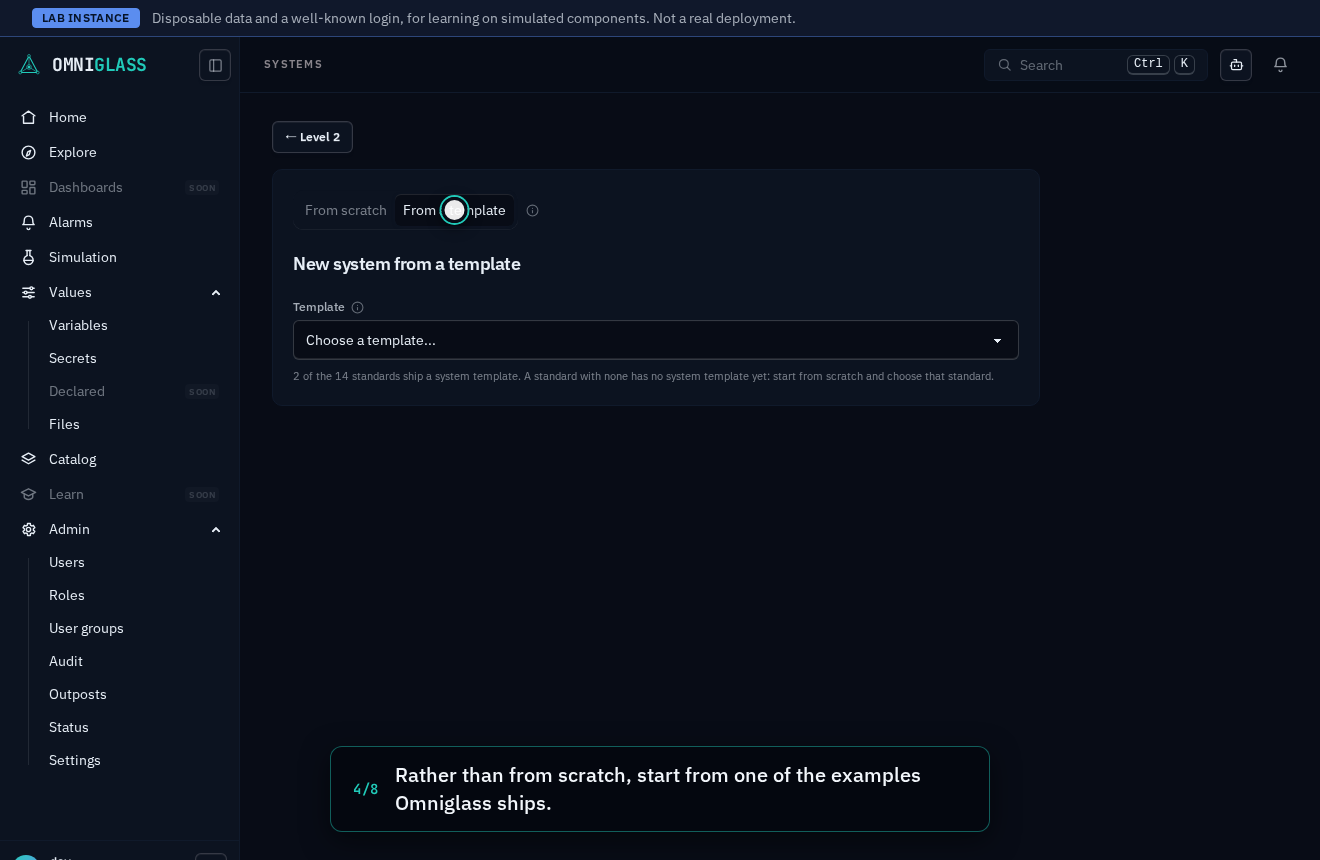 LAB INSTANCE Disposable data and a well-known login, for learning on simulated components. Not a real deployment.
OMNIGLASS
SYSTEMS
Search Ctrl K
Home
Explore
Dashboards SOON
Alarms
Simulation
Values
Variables
Secrets
Declared SOON
Files
Catalog
Learn SOON
Admin
Users
Roles
User groups
Audit
Outposts
Status
Settings
← Level 2
From scratch From template
New system from a template
Template
Choose a template...
2 of the 14 standards ship a system template. A standard with none has no system template yet: start from scratch and choose that standard.
4/8 Rather than from scratch, start from one of the examples
Omniglass ships.